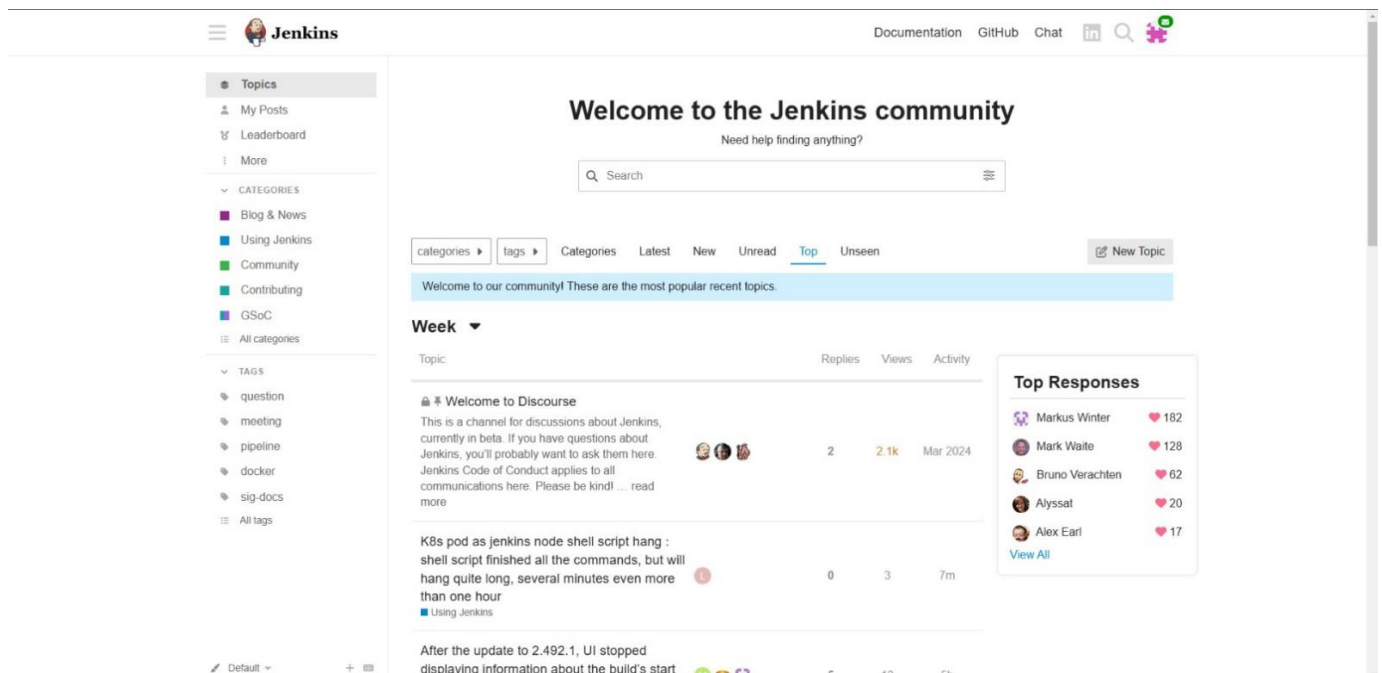 Jenkins
Documentation GitHub Chat
Topics
My Posts
Leaderboard
More
CATEGORIES
Blog & News
Using Jenkins
Community
Contributing
GSoC
All categories
TAGS
question
meeting
pipeline
docker
sig-docs
All tags
Default
Welcome to the Jenkins community
Need help finding anything?
Search
categories tags Categories Latest New Unread Top Unseen New Topic
Welcome to our community! These are the most popular recent topics.
Week
Topic Replies Views Activity
Welcome to Discourse
This is a channel for discussions about Jenkins,
currently in beta. If you have questions about
Jenkins, you'll probably want to ask them here.
Jenkins Code of Conduct applies to all
communications here. Please be kind! ... read
more
2 2.1k Mar 2024
K8s pod as jenkins node shell script hang :
shell script finished all the commands, but will
hang quite long, several minutes even more
than one hour
Using Jenkins
L
0 3 7m
After the update to 2.492.1, UI stopped
displaying information about the build's start
Top Responses
Markus Winter 182
Mark Waite 128
Bruno Verachten 62
Alyssat 20
Alex Earl 17
View All